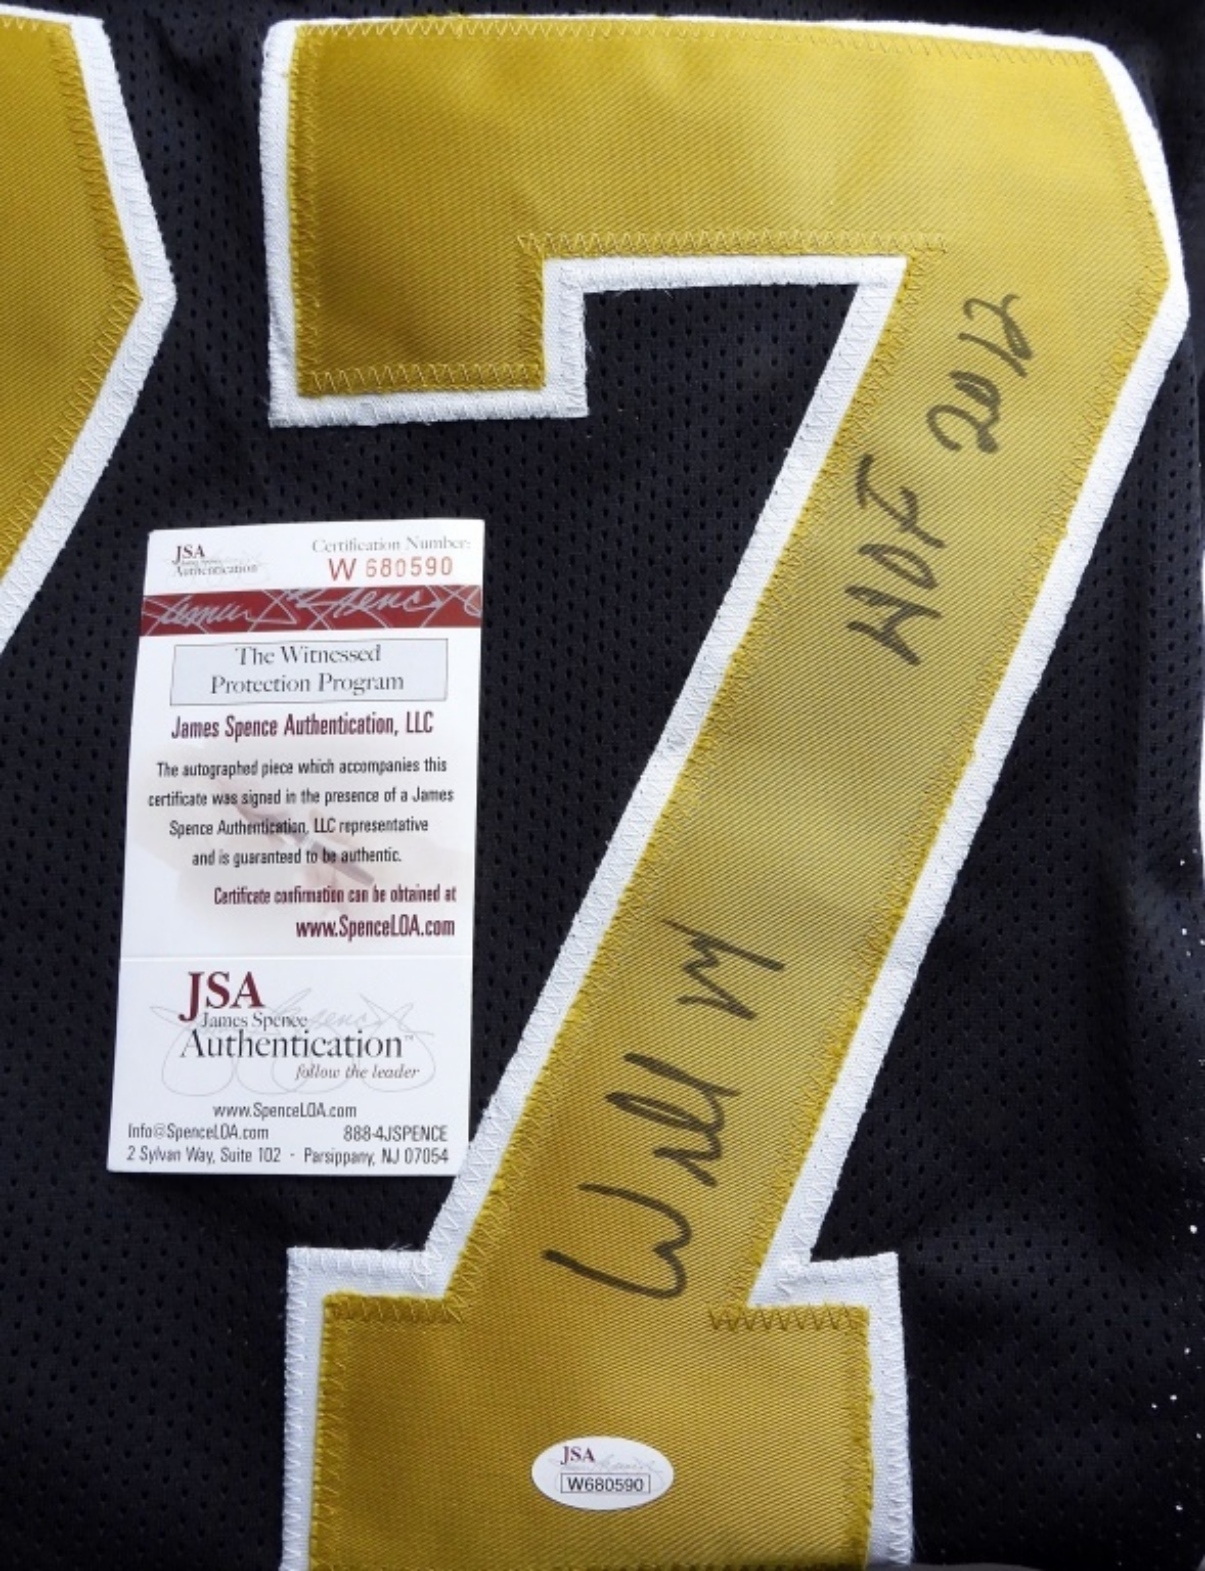 7
HOF 2012
Will M
JSA
Authentication
Certification Number:
W 680590
The Witnessed
Protection Program
James Spence Authentication, LLC
The autographed piece which accompanies this
certificate was signed in the presence of a James
Spence Authentication, LLC representative
and is guaranteed to be authentic.
Certificate confirmation can be obtained at
www.SpenceLOA.com
JSA
James Spence
Authentication™
follow the leader
www.SpenceLOA.com
Info@SpenceLOA.com 888-4JSPENCE
2 Sylvan Way, Suite 102 - Parsippany, NJ 07054
JSA
W680590